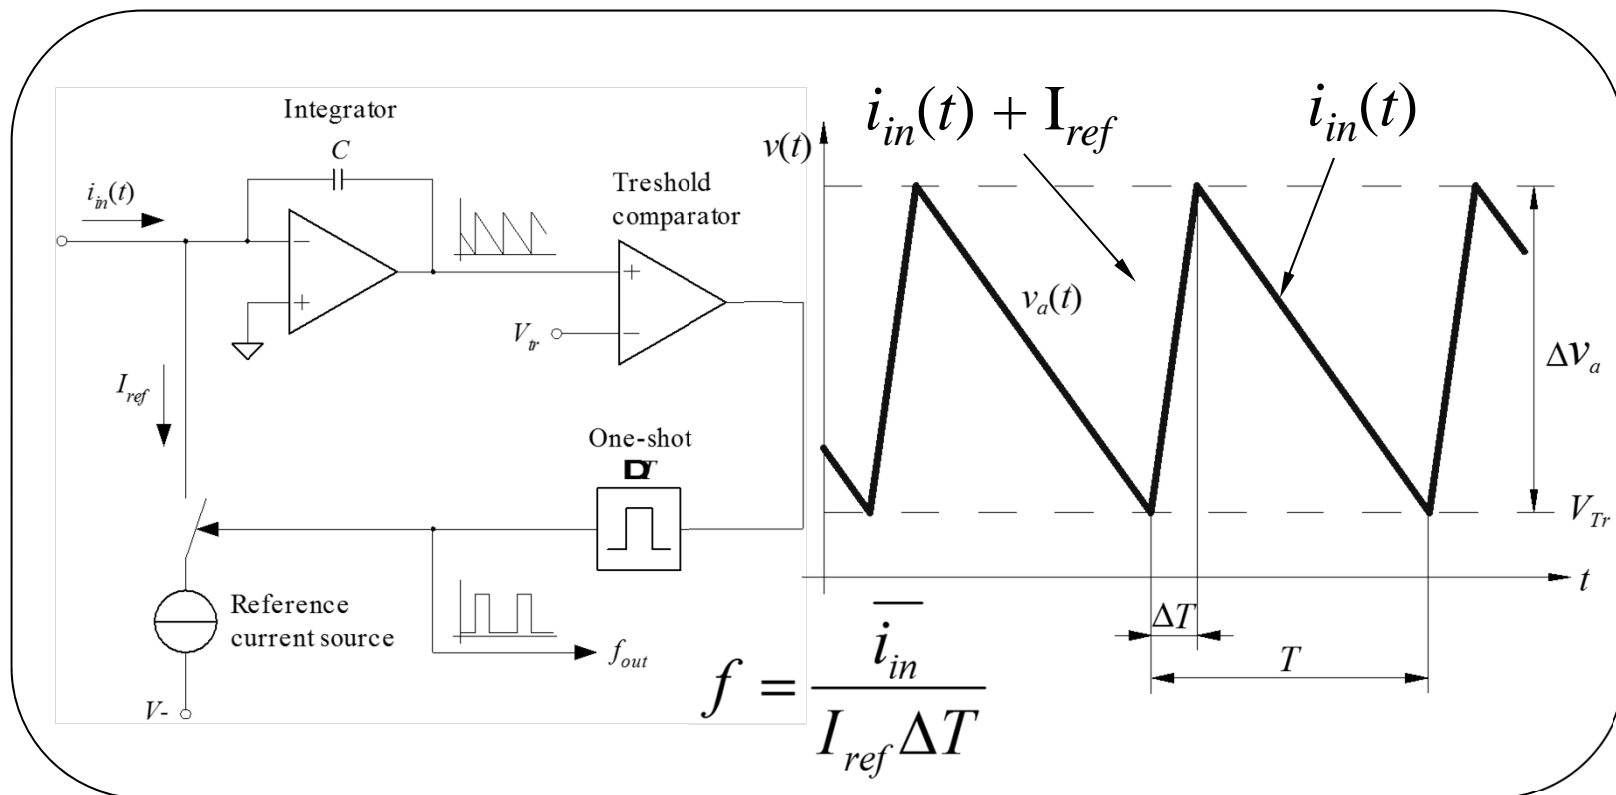 Integrator
C
i_in(t)
Treshold
comparator
−
+
+
−
V_tr
I_ref
One-shot
DT
Reference
current source
V-
f_out
i_in(t) + I_ref
i_in(t)
v(t)
v_a(t)
Δv_a
V_Tr
t
ΔT
T
f = \overline{i_in} / (I_ref ΔT)